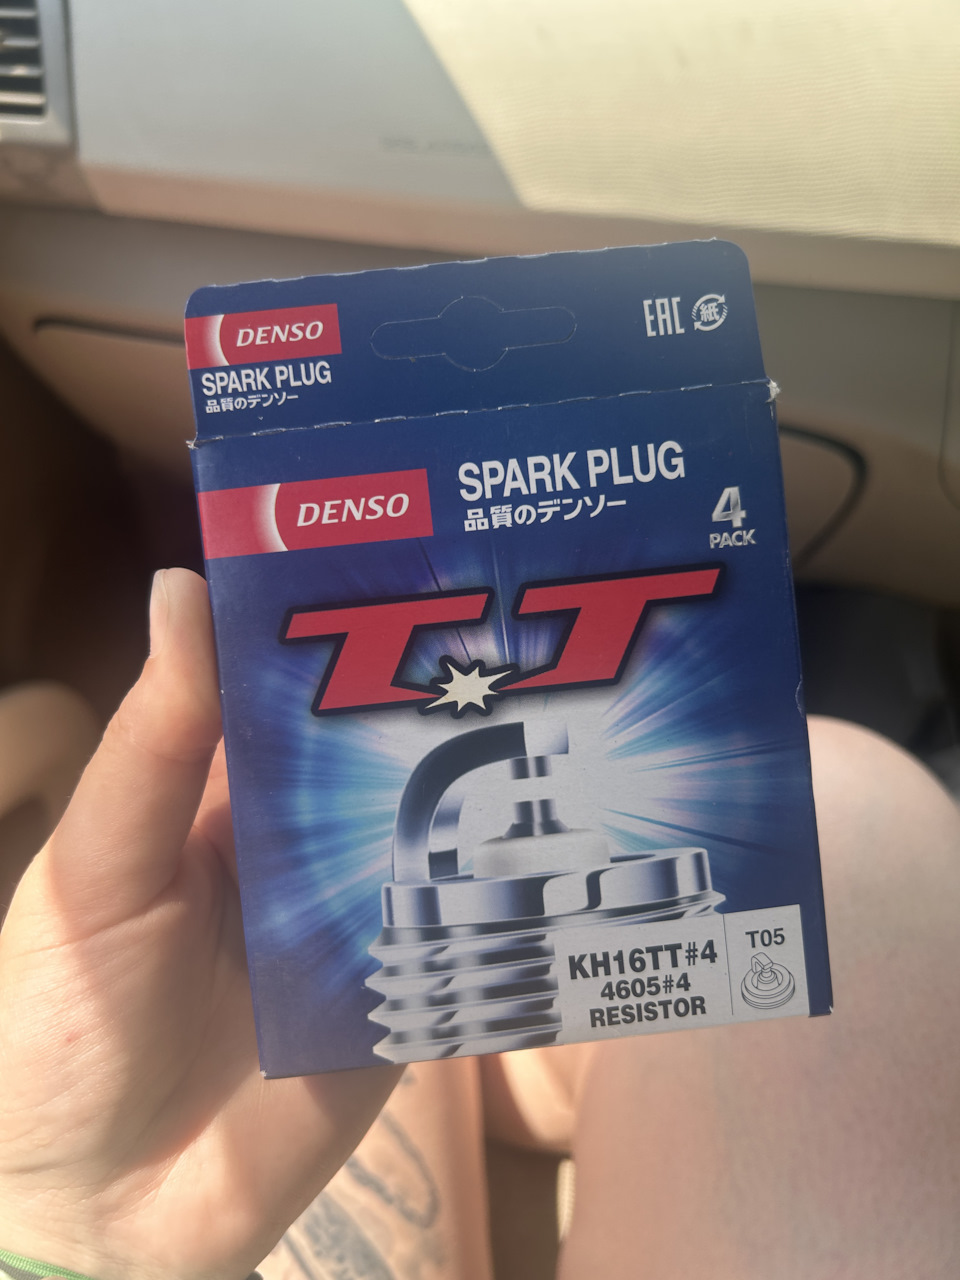 DENSO
SPARK PLUG
品質のデンソー
EAC 紙
DENSO
SPARK PLUG
品質のデンソー
4
PACK
TT
KH16TT#4
4605#4
RESISTOR
T05